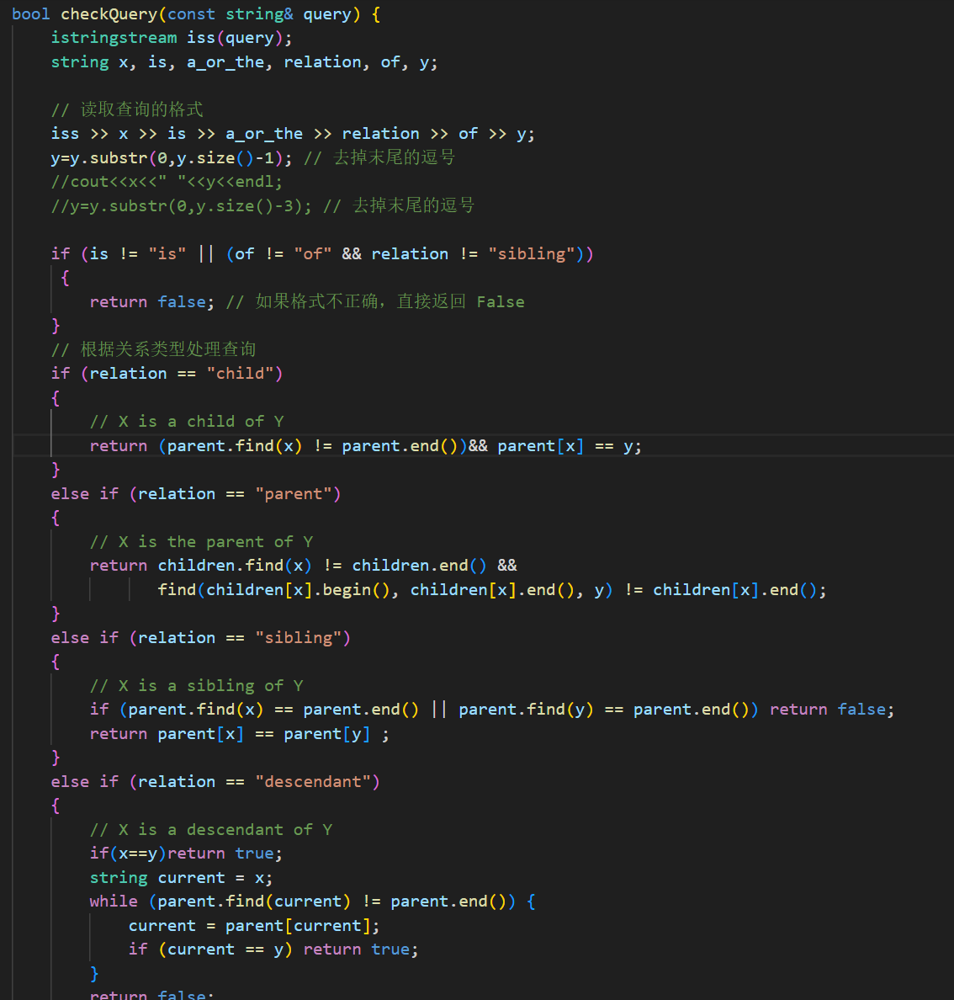 bool checkQuery(const string& query) {
    istringstream iss(query);
    string x, is, a_or_the, relation, of, y;

    // 读取查询的格式
    iss >> x >> is >> a_or_the >> relation >> of >> y;
    y=y.substr(0,y.size()-1); // 去掉末尾的逗号
    //cout<<x<<" "<<y<<endl;
    //y=y.substr(0,y.size()-3); // 去掉末尾的逗号

    if (is != "is" || (of != "of" && relation != "sibling"))
     {
        return false; // 如果格式不正确，直接返回 False
    }
    // 根据关系类型处理查询
    if (relation == "child")
    {
        // X is a child of Y
        return (parent.find(x) != parent.end())&& parent[x] == y;
    }
    else if (relation == "parent")
    {
        // X is the parent of Y
        return children.find(x) != children.end() &&
               find(children[x].begin(), children[x].end(), y) != children[x].end();
    }
    else if (relation == "sibling")
    {
        // X is a sibling of Y
        if (parent.find(x) == parent.end() || parent.find(y) == parent.end()) return false;
        return parent[x] == parent[y] ;
    }
    else if (relation == "descendant")
    {
        // X is a descendant of Y
        if(x==y)return true;
        string current = x;
        while (parent.find(current) != parent.end()) {
            current = parent[current];
            if (current == y) return true;
        }
        return false;